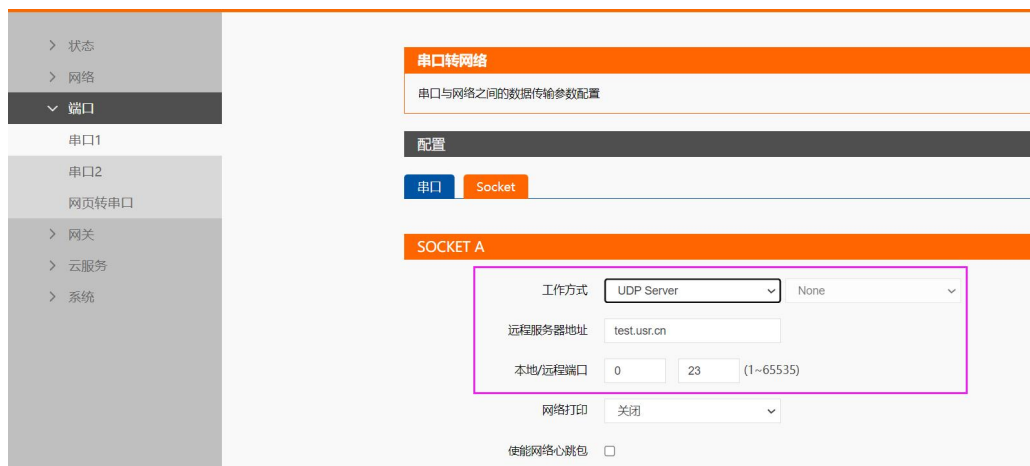 状态
网络
端口
串口1
串口2
网页转串口
网关
云服务
系统
串口转网络
串口与网络之间的数据传输参数配置
配置
串口 Socket
SOCKET A
工作方式 UDP Server None
远程服务器地址 test.usr.cn
本地/远程端口 0 23 (1~65535)
网络打印 关闭
使能网络心跳包